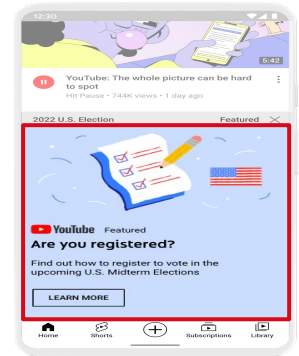 12:30
5:42
YouTube: The whole picture can be hard
to spot
Hit Pause • 744K views • 1 day ago
2022 U.S. Election
Featured
YouTube Featured
Are you registered?
Find out how to register to vote in the
upcoming U.S. Midterm Elections
LEARN MORE
Home
Shorts
Subscriptions
Library